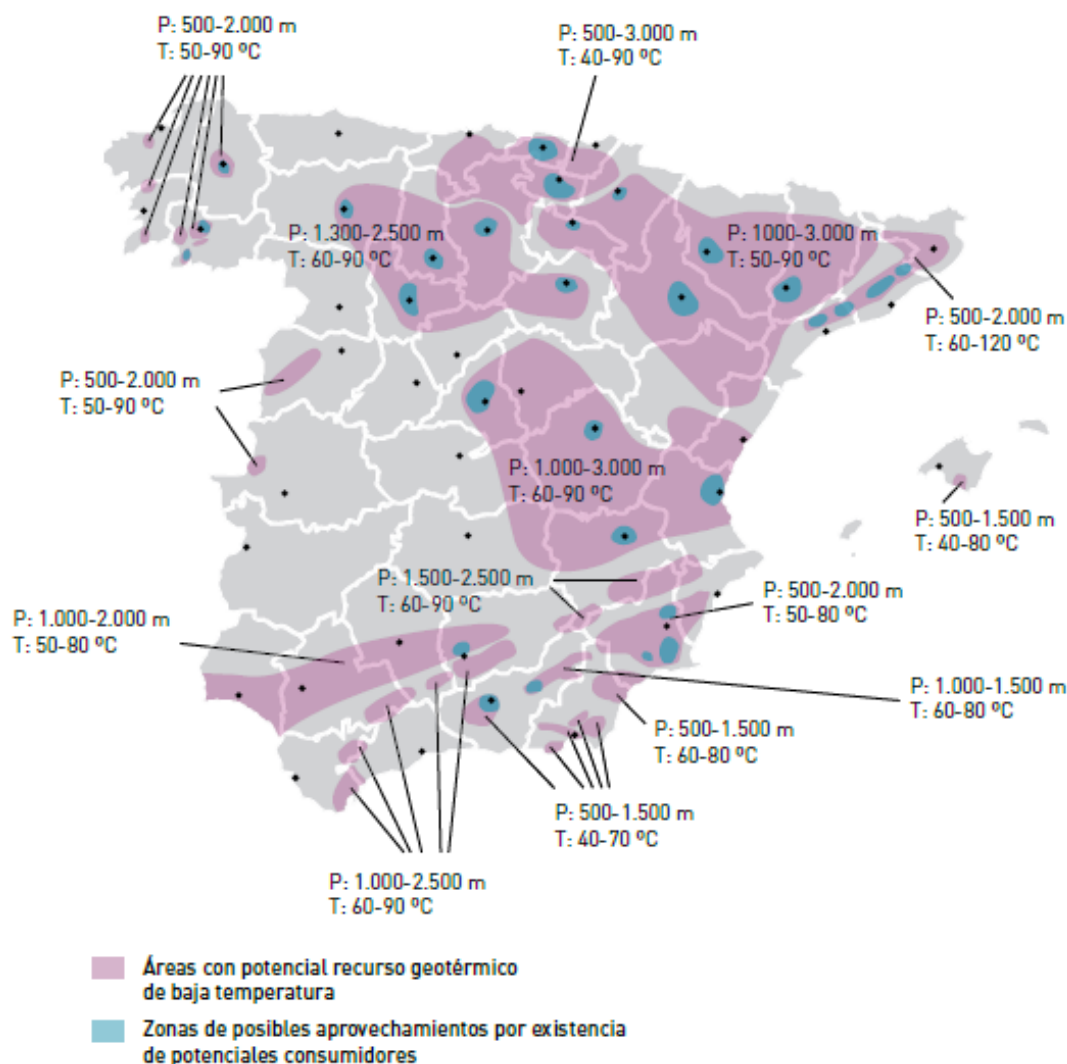 P: 500-2.000 m
T: 50-90 ºC
P: 500-3.000 m
T: 40-90 ºC
P: 1.300-2.500 m
T: 60-90 ºC
P: 1000-3.000 m
T: 50-90 ºC
P: 500-2.000 m
T: 60-120 ºC
P: 500-2.000 m
T: 50-90 ºC
P: 1.000-3.000 m
T: 60-90 ºC
P: 500-1.500 m
T: 40-80 ºC
P: 1.500-2.500 m
T: 60-90 ºC
P: 500-2.000 m
T: 50-80 ºC
P: 1.000-2.000 m
T: 50-80 ºC
P: 1.000-1.500 m
T: 60-80 ºC
P: 500-1.500 m
T: 60-80 ºC
P: 500-1.500 m
T: 40-70 ºC
P: 1.000-2.500 m
T: 60-90 ºC
Áreas con potencial recurso geotérmico
de baja temperatura
Zonas de posibles aprovechamientos por existencia
de potenciales consumidores